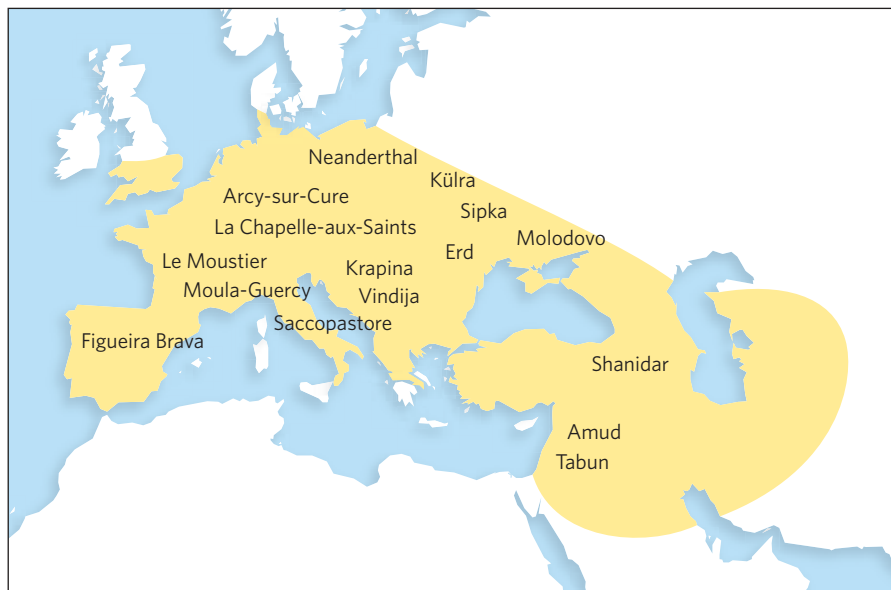 Neanderthal
Külra
Arcy-sur-Cure
Sipka
La Chapelle-aux-Saints
Molodovo
Erd
Le Moustier
Krapina
Moula-Guercy
Vindija
Saccopastore
Figueira Brava
Shanidar
Amud
Tabun